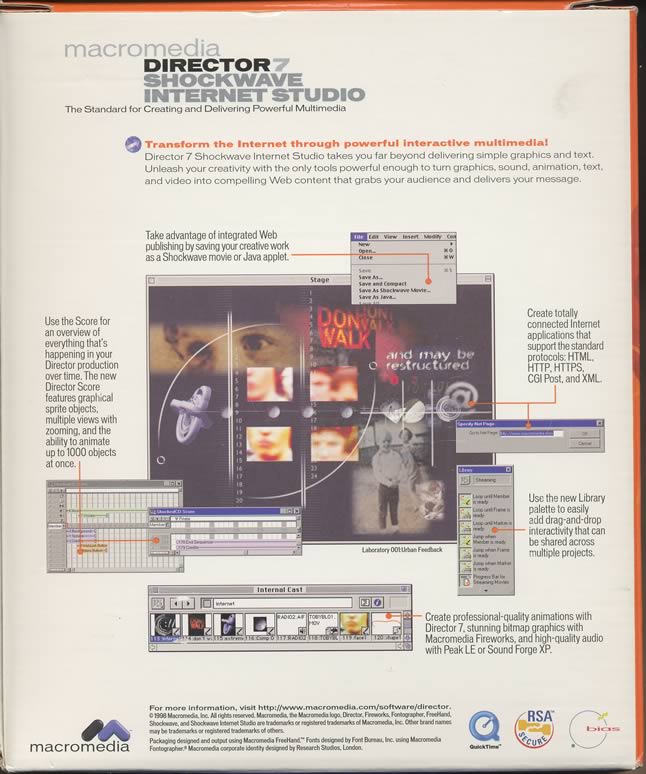 macromedia
DIRECTOR 7
SHOCKWAVE
INTERNET STUDIO
The Standard for Creating and Delivering Powerful Multimedia
Transform the Internet through powerful interactive multimedia!
Director 7 Shockwave Internet Studio takes you far beyond delivering simple graphics and text.
Unleash your creativity with the only tools powerful enough to turn graphics, sound, animation, text,
and video into compelling Web content that grabs your audience and delivers your message.
Take advantage of integrated Web
publishing by saving your creative work
as a Shockwave movie or Java applet.
File Edit View Insert Modify Con
New
Open... ⌘O
Close ⌘W
Save ⌘S
Save As...
Save and Compact
Save As Shockwave Movie...
Save As Java...
Stage
DON'T
WALK
and may be
restructured
@
Use the Score for
an overview of
everything that's
happening in your
Director production
over time. The new
Director Score
features graphical
sprite objects,
multiple views with
zooming, and the
ability to animate
up to 1000 objects
at once.
Create totally
connected Internet
applications that
support the standard
protocols: HTML,
HTTP, HTTPS,
CGI Post, and XML.
Specify Net Page
Go to Net Page:
OK
Cancel
Library
Streaming
Loop until Member
is ready
Loop until Frame is
ready
Loop until Marker is
ready
Jump when
Member is ready
Jump when Frame
is ready
Jump when Marker
is ready
Progress Bar for
Streaming Movies
Use the new Library
palette to easily
add drag-and-drop
interactivity that can
be shared across
multiple projects.
ShockedCD Score
Member
Laboratory 001:Urban Feedback
Internal Cast
Internet
RADIO2.AIF
TOBYBLO1.
MOV
117:RADIO2
119:face1
120:shape1
Create professional-quality animations with
Director 7, stunning bitmap graphics with
Macromedia Fireworks, and high-quality audio
with Peak LE or Sound Forge XP.
For more information, visit http://www.macromedia.com/software/director.
© 1998 Macromedia, Inc. All rights reserved. Macromedia, the Macromedia logo, Director, Fireworks, Fontographer, FreeHand,
Shockwave, and Shockwave Internet Studio are trademarks or registered trademarks of Macromedia, Inc. Other brand names
may be trademarks or registered trademarks of others.
Packaging designed and output using Macromedia FreeHand.™ Fonts designed by Font Bureau, Inc. using Macromedia
Fontographer.® Macromedia corporate identity designed by Research Studios, London.
macromedia
QuickTime™
RSA™
SECURE
bias